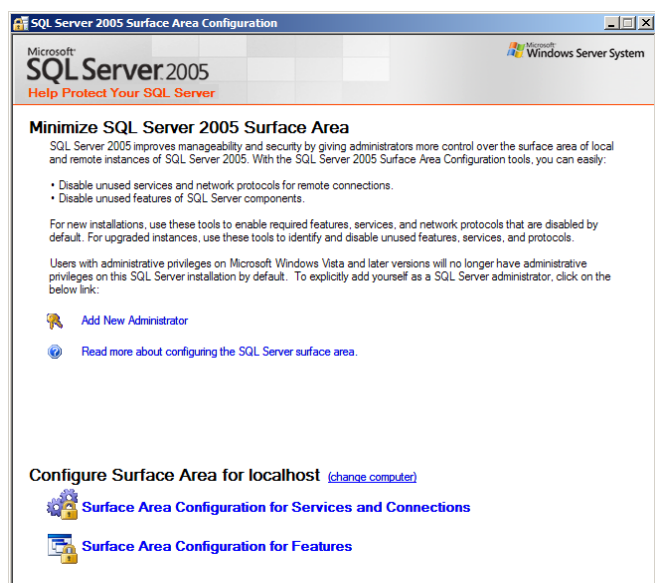 SQL Server 2005 Surface Area Configuration
Microsoft
SQL Server 2005
Help Protect Your SQL Server
Microsoft
Windows Server System
Minimize SQL Server 2005 Surface Area
SQL Server 2005 improves manageability and security by giving administrators more control over the surface area of local
and remote instances of SQL Server 2005. With the SQL Server 2005 Surface Area Configuration tools, you can easily:
• Disable unused services and network protocols for remote connections.
• Disable unused features of SQL Server components.
For new installations, use these tools to enable required features, services, and network protocols that are disabled by
default. For upgraded instances, use these tools to identify and disable unused features, services, and protocols.
Users with administrative privileges on Microsoft Windows Vista and later versions will no longer have administrative
privileges on this SQL Server installation by default. To explicitly add yourself as a SQL Server administrator, click on the
below link:
Add New Administrator
Read more about configuring the SQL Server surface area.
Configure Surface Area for localhost (change computer)
Surface Area Configuration for Services and Connections
Surface Area Configuration for Features